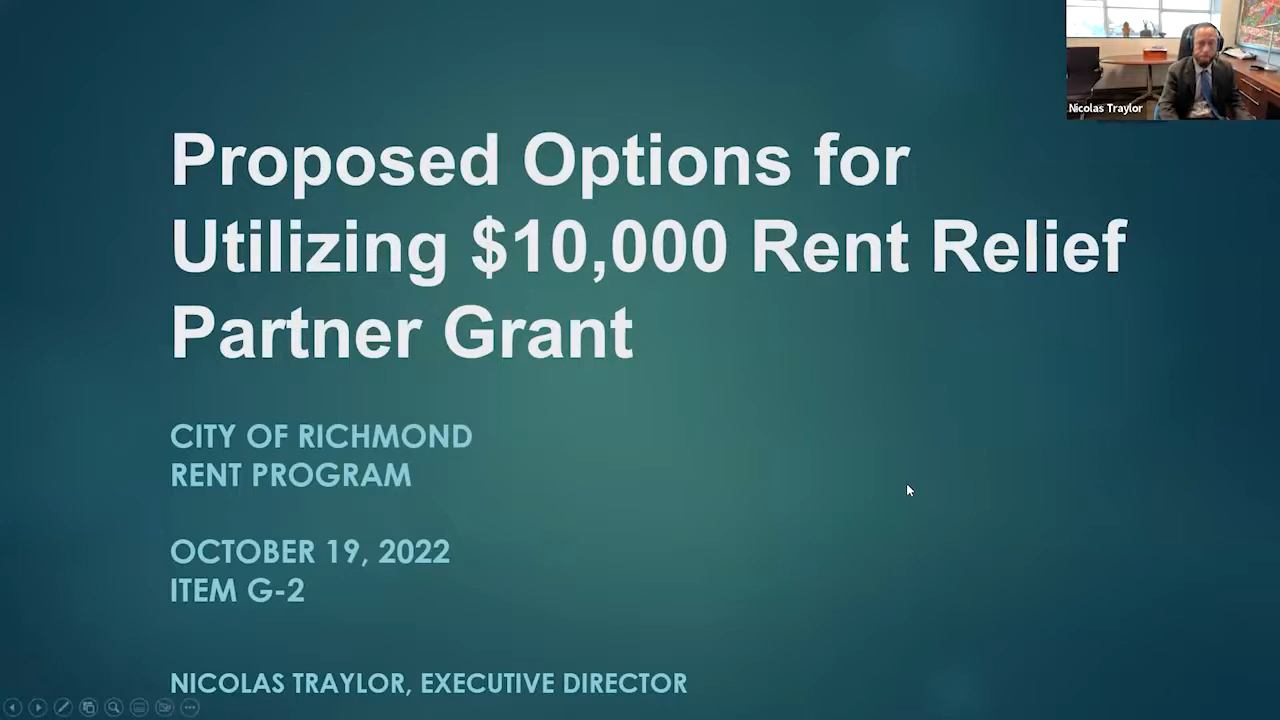 Nicolas Traylor
Proposed Options for
Utilizing $10,000 Rent Relief
Partner Grant
CITY OF RICHMOND
RENT PROGRAM
OCTOBER 19, 2022
ITEM G-2
NICOLAS TRAYLOR, EXECUTIVE DIRECTOR